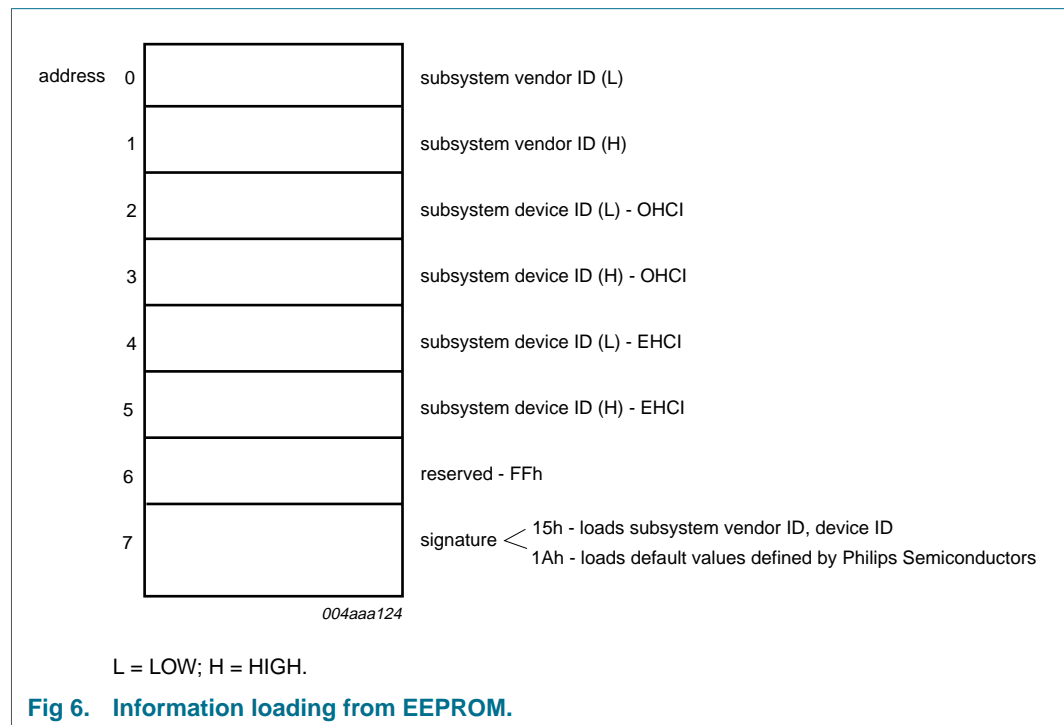 address 0 subsystem vendor ID (L)
1 subsystem vendor ID (H)
2 subsystem device ID (L) - OHCI
3 subsystem device ID (H) - OHCI
4 subsystem device ID (L) - EHCI
5 subsystem device ID (H) - EHCI
6 reserved - FFh
7 signature 15h - loads subsystem vendor ID, device ID
1Ah - loads default values defined by Philips Semiconductors
004aaa124
L = LOW; H = HIGH.
Fig 6. Information loading from EEPROM.